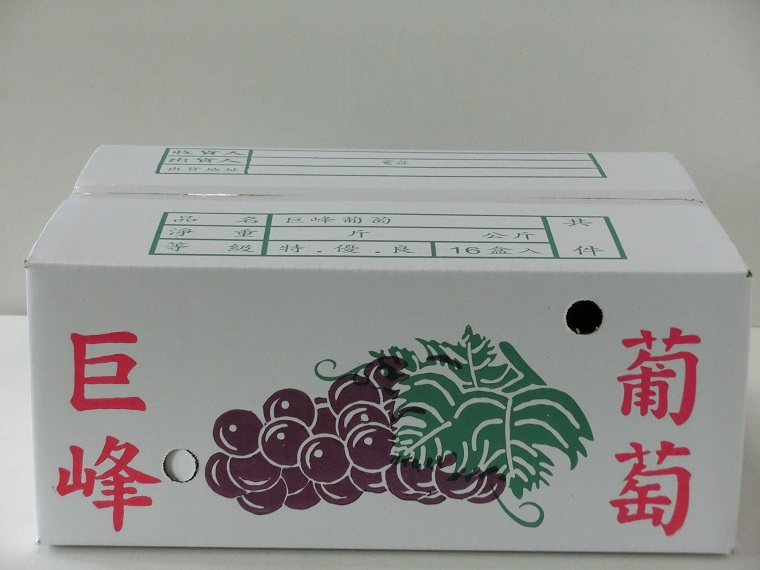 收貨人
出貨人 電話
出貨地址
品名 巨峰葡萄 共
淨重 斤 公斤
等級 特.優.良 16盒入 件
巨峰
葡萄